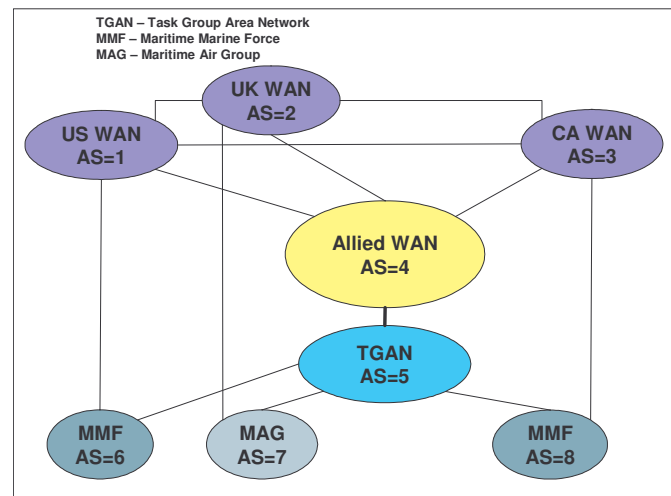 TGAN – Task Group Area Network
MMF – Maritime Marine Force
MAG – Maritime Air Group
UK WAN
AS=2
US WAN
AS=1
CA WAN
AS=3
Allied WAN
AS=4
TGAN
AS=5
MMF
AS=6
MAG
AS=7
MMF
AS=8